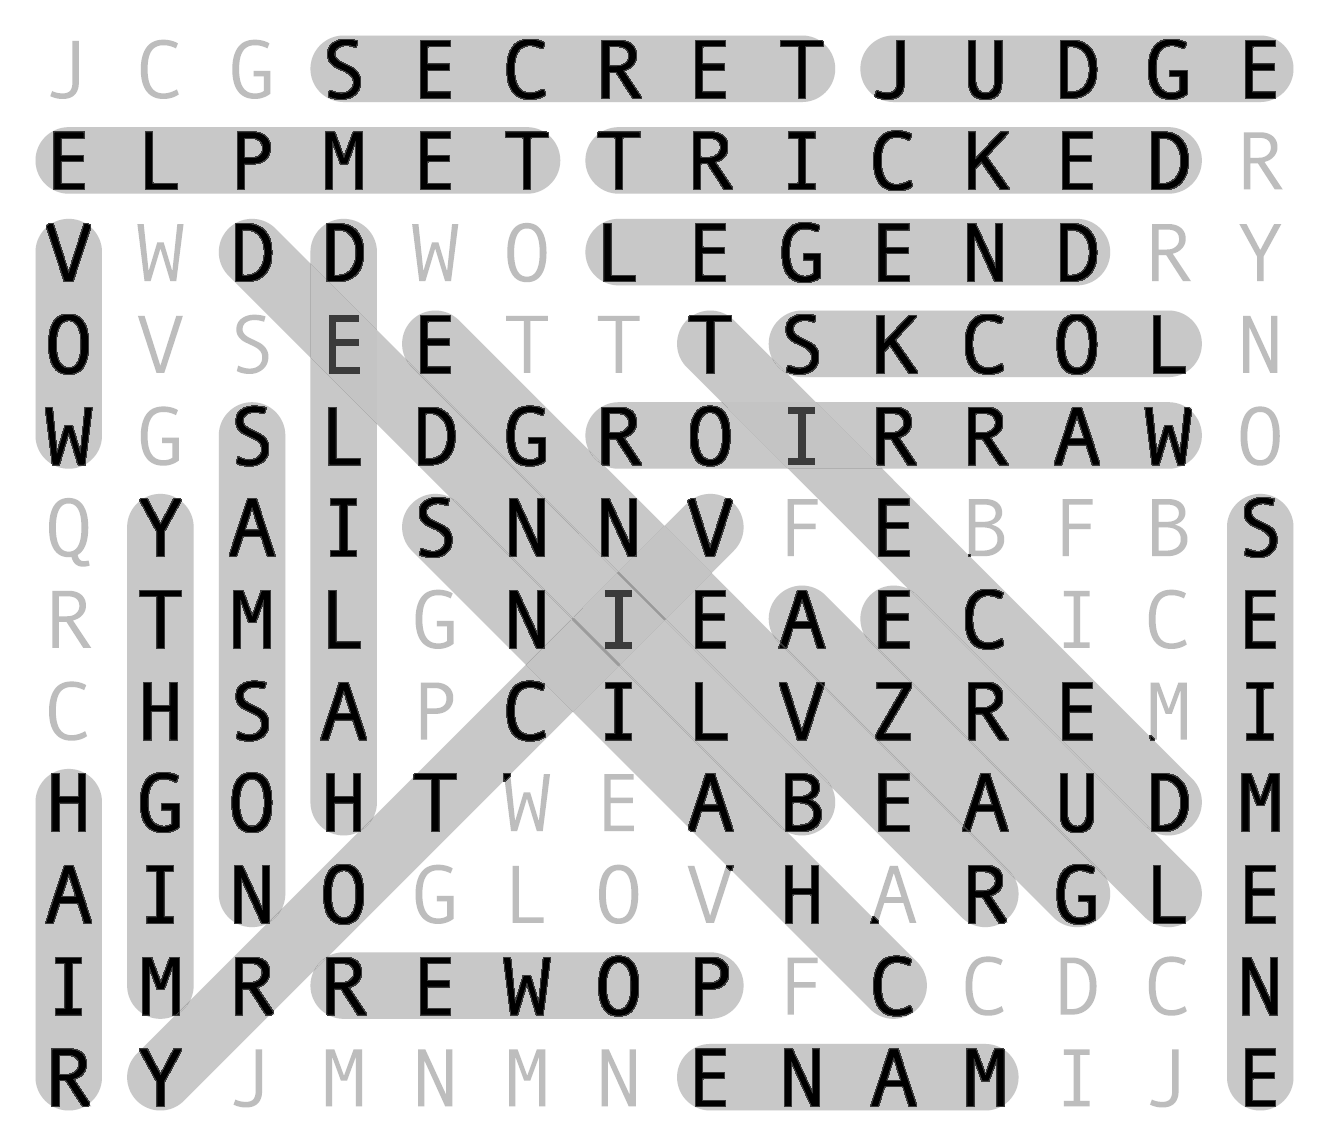 J C G S E C R E T J U D G E
E L P M E T T R I C K E D R
V W D D W O L E G E N D R Y
O V S E E T T T S K C O L N
W G S L D G R O I R R A W O
Q Y A I S N N V F E B F B S
R T M L G N I E A E C I C E
C H S A P C I L V Z R E M I
H G O H T W E A B E A U D M
A I N O G L O V H A R G L E
I M R R E W O P F C C D C N
R Y J M N M N E N A M I J E